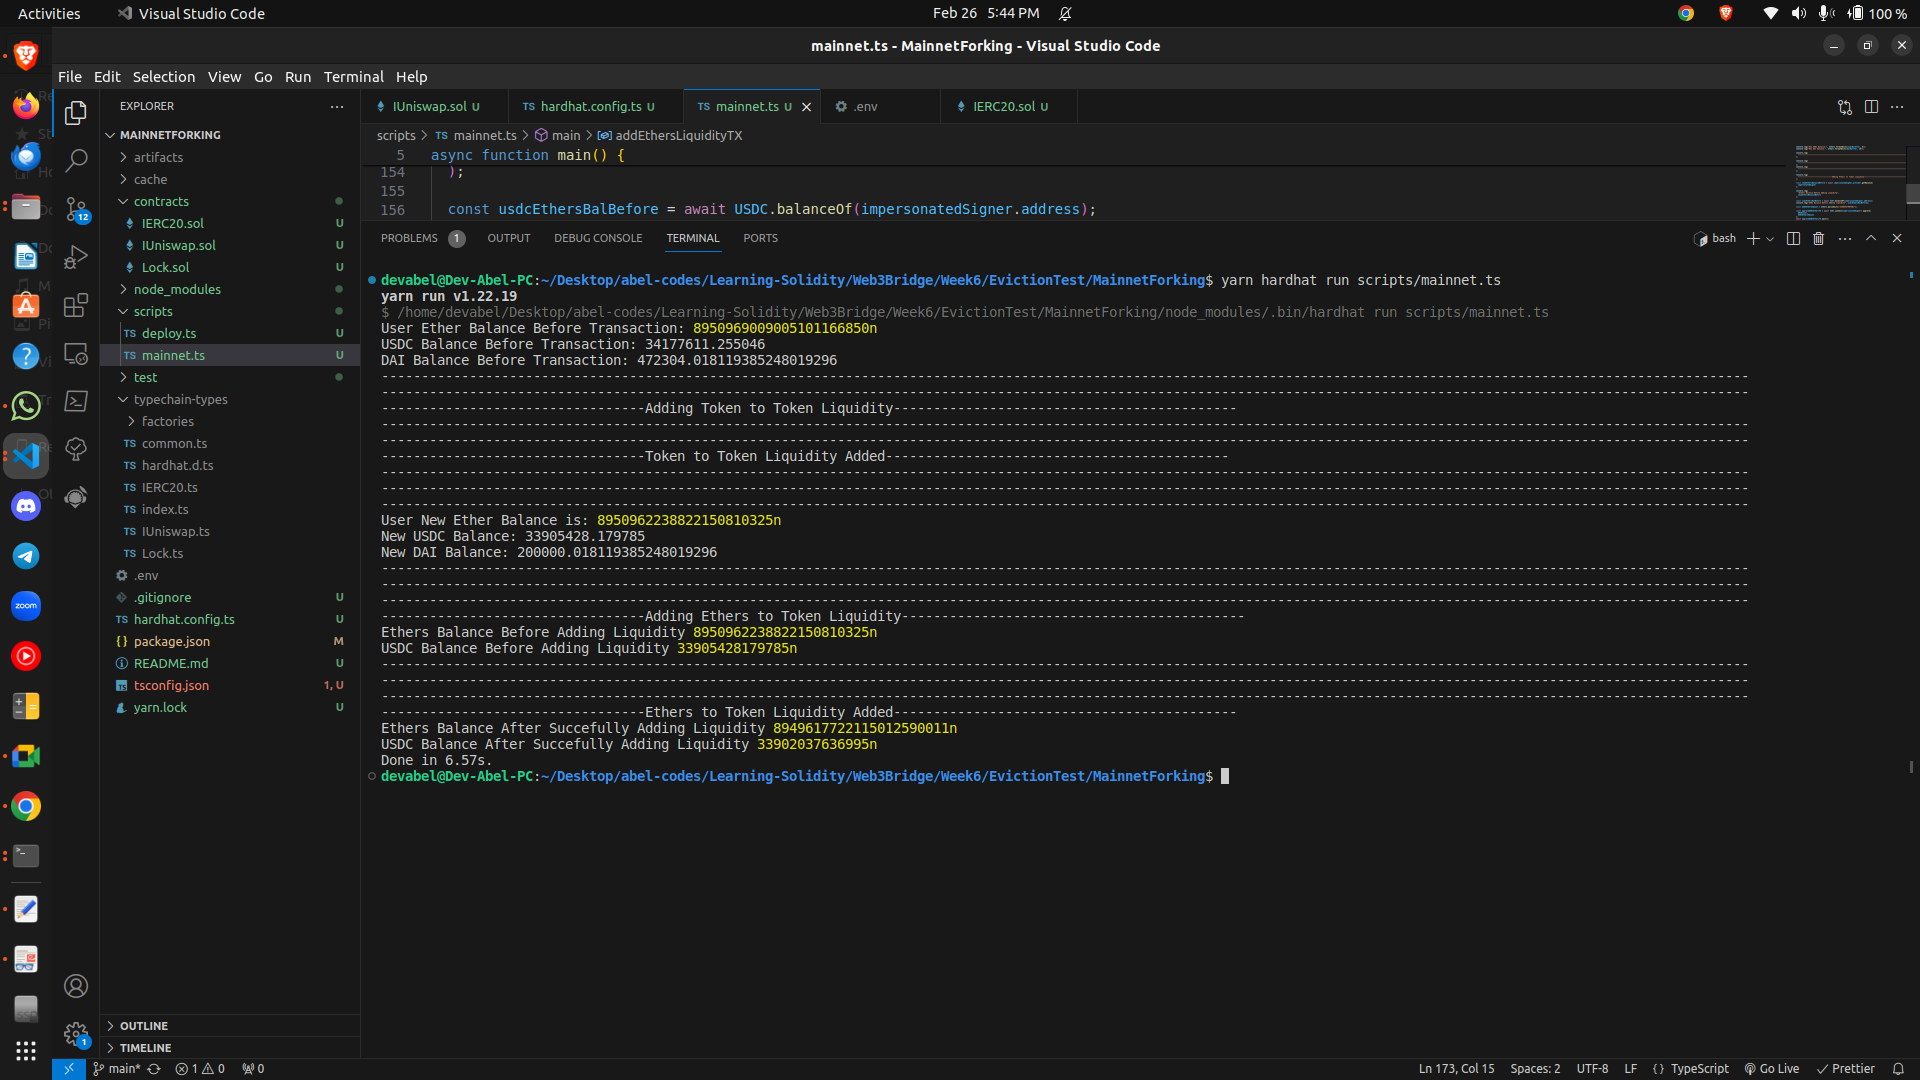 Activities Visual Studio Code Feb 26 5:44 PM 100 %
mainnet.ts - MainnetForking - Visual Studio Code
File Edit Selection View Go Run Terminal Help
EXPLORER
MAINNETFORKING
artifacts
cache
contracts
IERC20.sol U
IUniswap.sol U
Lock.sol U
node_modules
scripts
deploy.ts U
mainnet.ts U
test
typechain-types
factories
common.ts
hardhat.d.ts
IERC20.ts
index.ts
IUniswap.ts
Lock.ts
.env
.gitignore U
hardhat.config.ts U
package.json M
README.md U
tsconfig.json 1, U
yarn.lock U
OUTLINE
TIMELINE
12
1
zoom
IUniswap.sol U hardhat.config.ts U mainnet.ts U .env IERC20.sol U
scripts > mainnet.ts > main > addEthersLiquidityTX
5 async function main() {
154 );
155
156 const usdcEthersBalBefore = await USDC.balanceOf(impersonatedSigner.address);
PROBLEMS 1 OUTPUT DEBUG CONSOLE TERMINAL PORTS bash
devabel@Dev-Abel-PC:~/Desktop/abel-codes/Learning-Solidity/Web3Bridge/Week6/EvictionTest/MainnetForking$ yarn hardhat run scripts/mainnet.ts
yarn run v1.22.19
$ /home/devabel/Desktop/abel-codes/Learning-Solidity/Web3Bridge/Week6/EvictionTest/MainnetForking/node_modules/.bin/hardhat run scripts/mainnet.ts
User Ether Balance Before Transaction: 8950969009005101166850n
USDC Balance Before Transaction: 34177611.255046
DAI Balance Before Transaction: 472304.018119385248019296
---------------------------------Adding Token to Token Liquidity-------------------------------------------
---------------------------------Token to Token Liquidity Added-------------------------------------------
User New Ether Balance is: 8950962238822150810325n
New USDC Balance: 33905428.179785
New DAI Balance: 200000.018119385248019296
---------------------------------Adding Ethers to Token Liquidity-------------------------------------------
Ethers Balance Before Adding Liquidity 8950962238822150810325n
USDC Balance Before Adding Liquidity 33905428179785n
---------------------------------Ethers to Token Liquidity Added-------------------------------------------
Ethers Balance After Succefully Adding Liquidity 8949617722115012590011n
USDC Balance After Succefully Adding Liquidity 33902037636995n
Done in 6.57s.
devabel@Dev-Abel-PC:~/Desktop/abel-codes/Learning-Solidity/Web3Bridge/Week6/EvictionTest/MainnetForking$
main* 1 0 0 Ln 173, Col 15 Spaces: 2 UTF-8 LF { } TypeScript Go Live Prettier